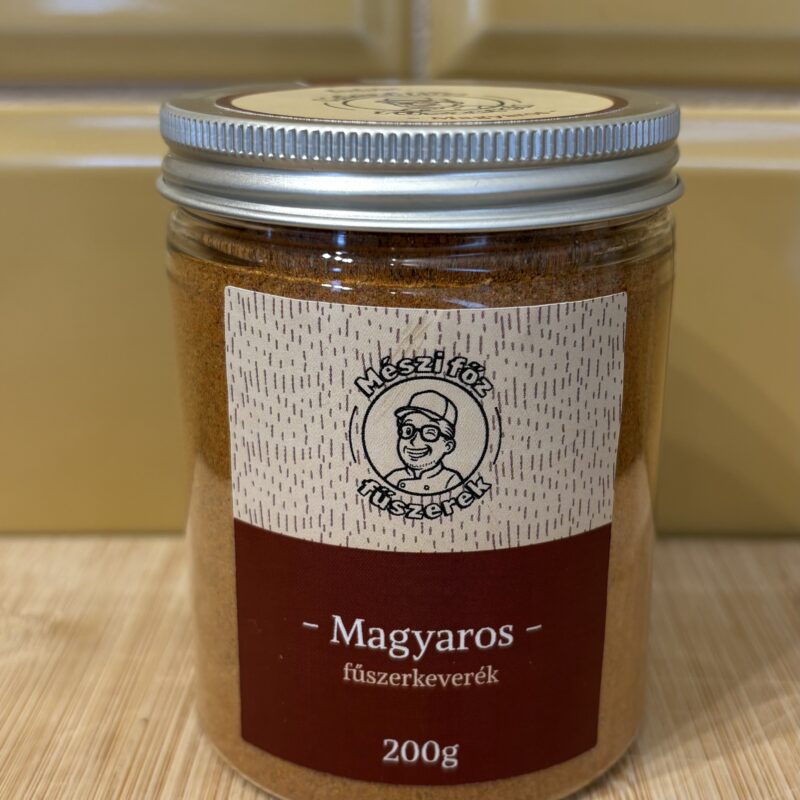 Mészi főz
fűszerek
- Magyaros -
fűszerkeverék
200g